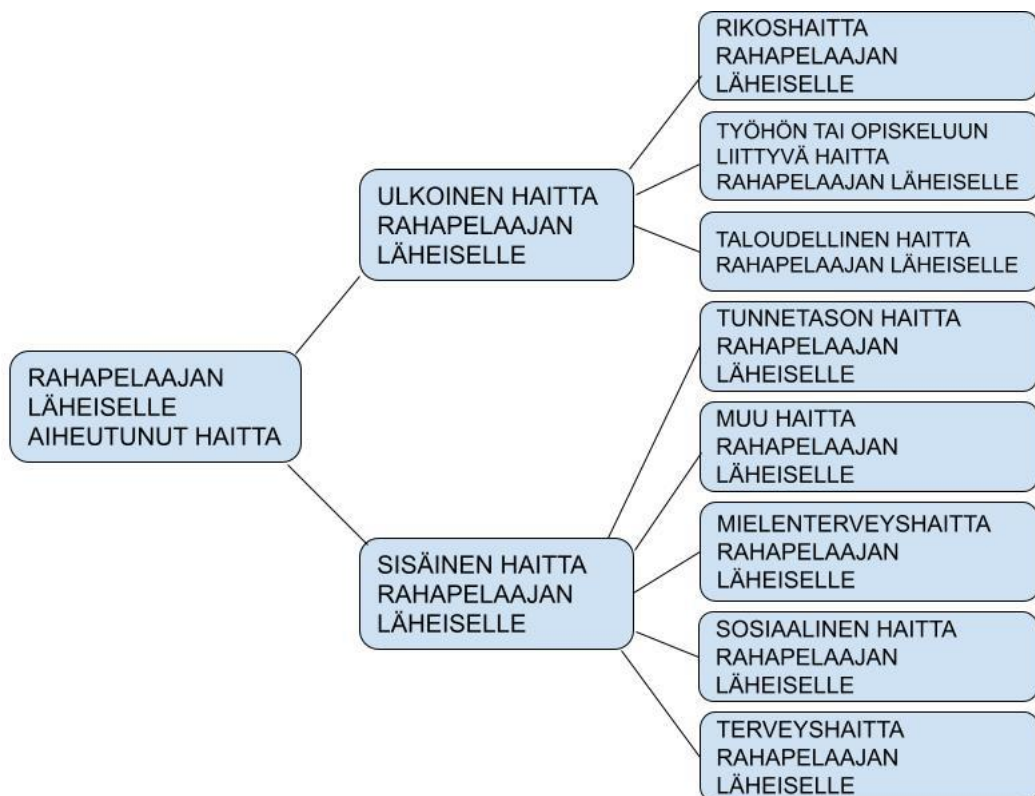 RAHAPELAAJAN
LÄHEISELLE
AIHEUTUNUT HAITTA
ULKOINEN HAITTA
RAHAPELAAJAN
LÄHEISELLE
RIKOSHAITTA
RAHAPELAAJAN
LÄHEISELLE
TYÖHÖN TAI OPISKELUUN
LIITTYVÄ HAITTA
RAHAPELAAJAN LÄHEISELLE
TALOUDELLINEN HAITTA
RAHAPELAAJAN LÄHEISELLE
SISÄINEN HAITTA
RAHAPELAAJAN
LÄHEISELLE
TUNNETASON HAITTA
RAHAPELAAJAN
LÄHEISELLE
MUU HAITTA
RAHAPELAAJAN
LÄHEISELLE
MIELENTERVEYSHAITTA
RAHAPELAAJAN
LÄHEISELLE
SOSIAALINEN HAITTA
RAHAPELAAJAN
LÄHEISELLE
TERVEYSHAITTA
RAHAPELAAJAN
LÄHEISELLE